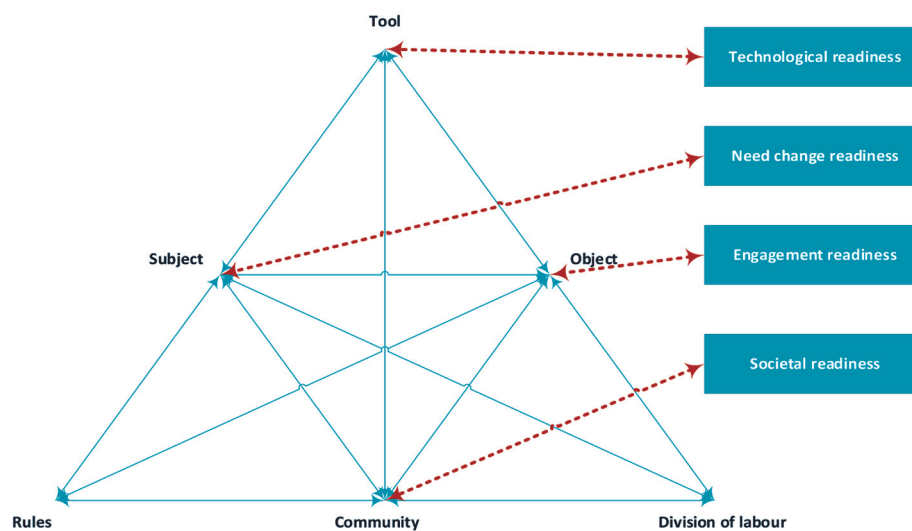 Tool
Technological readiness
Need change readiness
Subject
Object
Engagement readiness
Societal readiness
Rules
Community
Division of labour